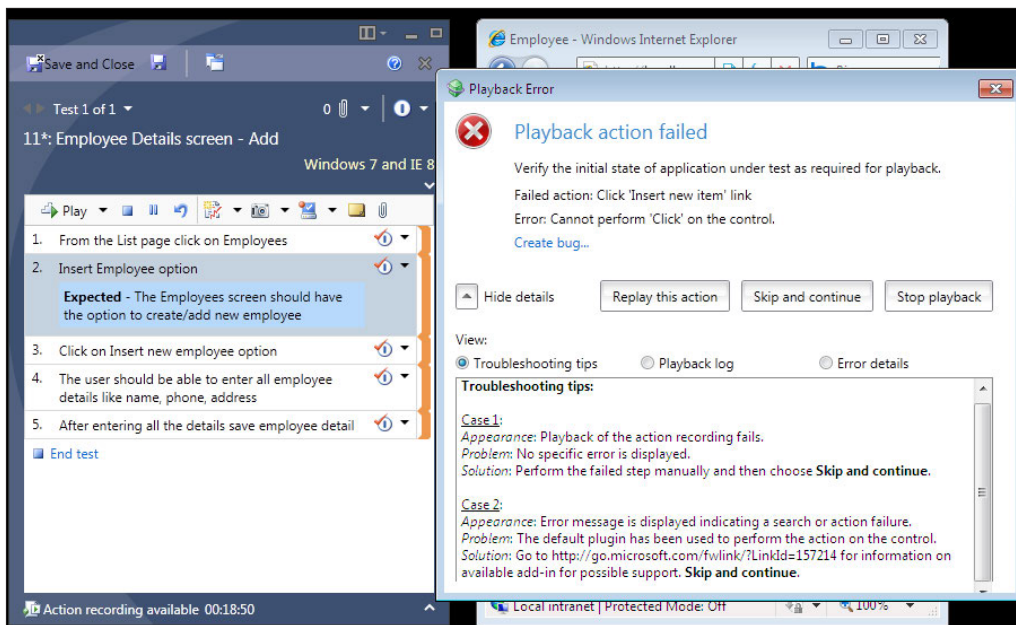 Save and Close
Test 1 of 1
0
11*: Employee Details screen - Add
Windows 7 and IE 8
Play
1. From the List page click on Employees
2. Insert Employee option
Expected - The Employees screen should have
the option to create/add new employee
3. Click on Insert new employee option
4. The user should be able to enter all employee
details like name, phone, address
5. After entering all the details save employee detail
End test
Action recording available 00:18:50
Employee - Windows Internet Explorer
Playback Error
Playback action failed
Verify the initial state of application under test as required for playback.
Failed action: Click 'Insert new item' link
Error: Cannot perform 'Click' on the control.
Create bug...
Hide details
Replay this action
Skip and continue
Stop playback
View:
Troubleshooting tips
Playback log
Error details
Troubleshooting tips:
Case 1:
Appearance: Playback of the action recording fails.
Problem: No specific error is displayed.
Solution: Perform the failed step manually and then choose Skip and continue.
Case 2:
Appearance: Error message is displayed indicating a search or action failure.
Problem: The default plugin has been used to perform the action on the control.
Solution: Go to http://go.microsoft.com/fwlink/?LinkId=157214 for information on
available add-in for possible support. Skip and continue.
Local intranet | Protected Mode: Off
100%